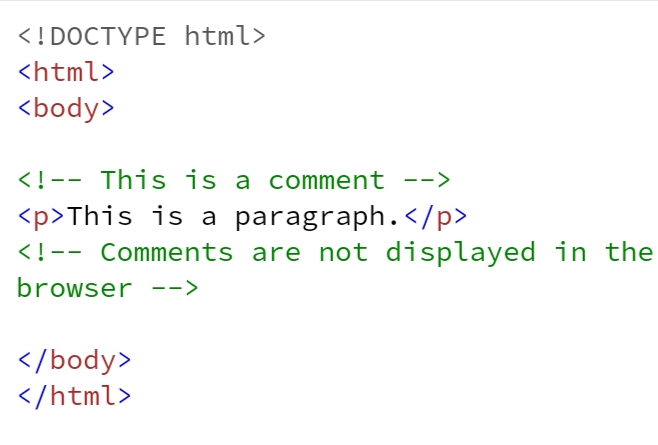 <!DOCTYPE html>
<html>
<body>

<!-- This is a comment -->
<p>This is a paragraph.</p>
<!-- Comments are not displayed in the
browser -->

</body>
</html>